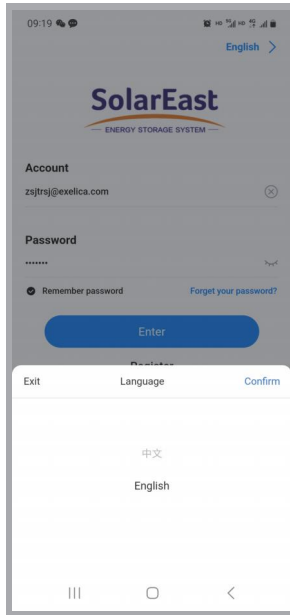 09:19
English >
SolarEast
ENERGY STORAGE SYSTEM
Account
zsjtrsj@exelica.com
Password
Remember password Forget your password?
Enter
Register
Exit Language Confirm
中文
English